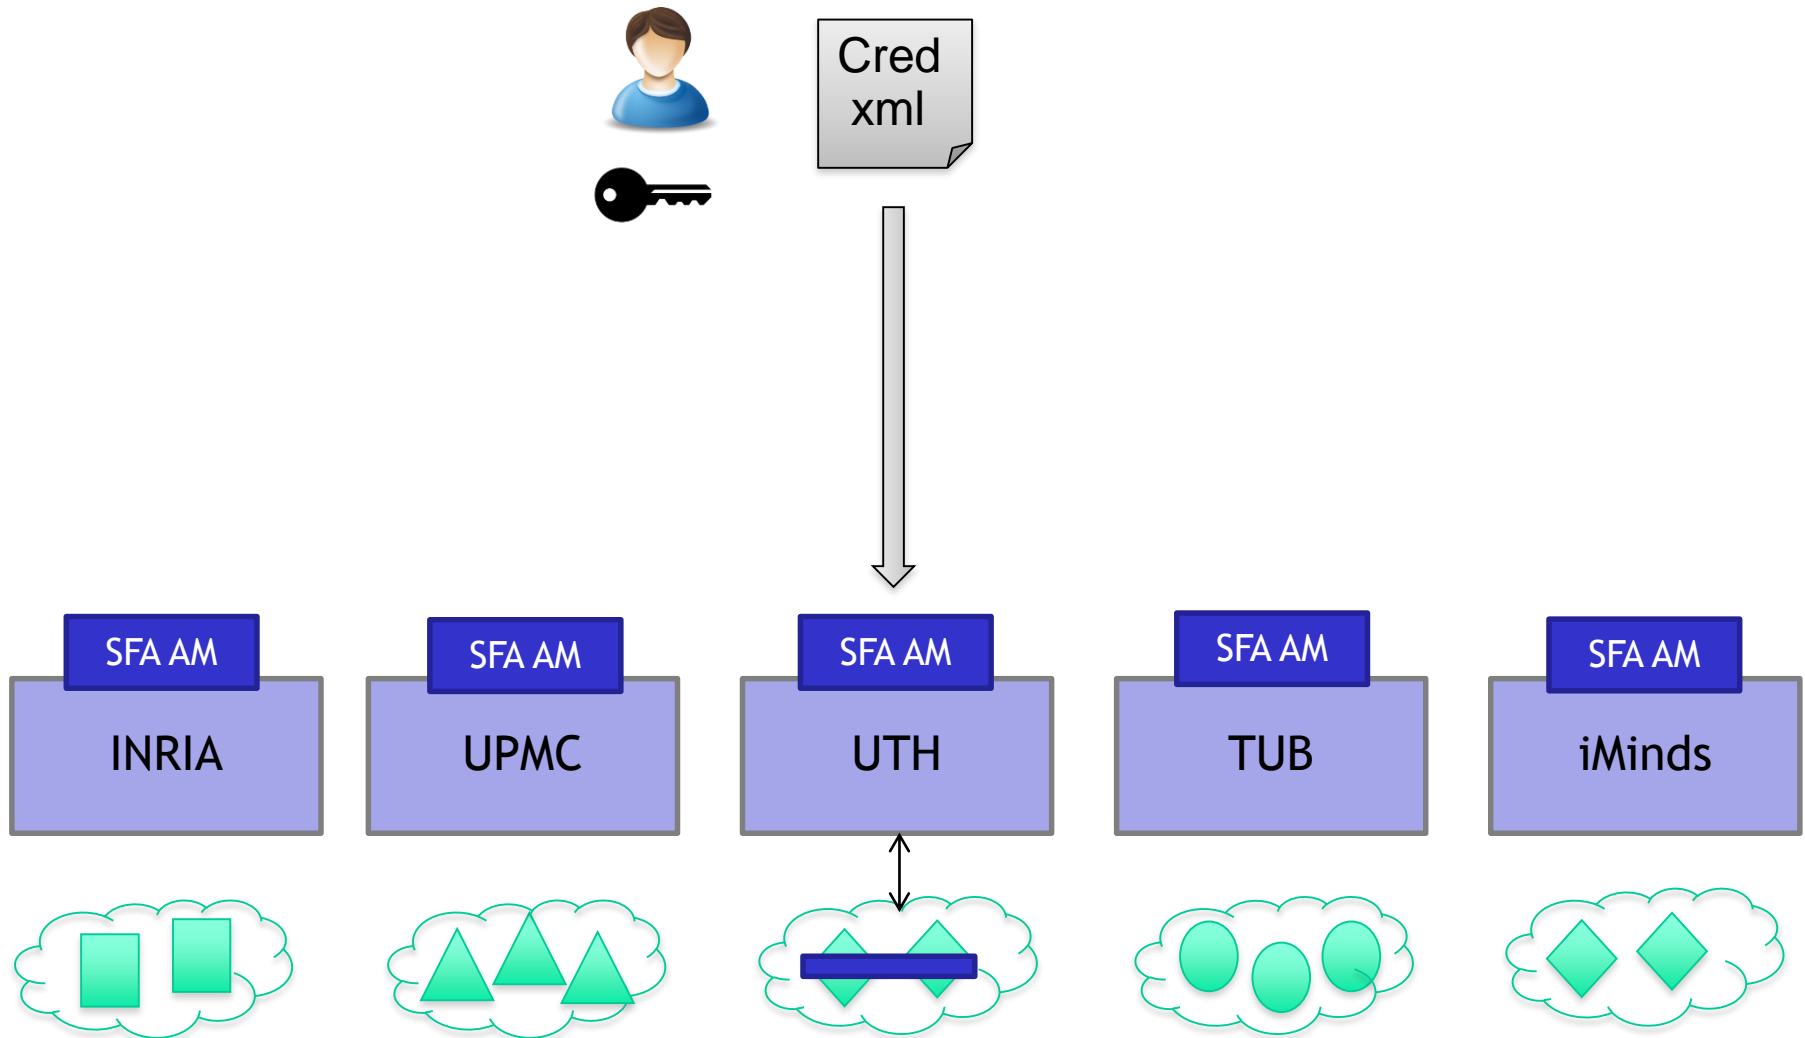 Cred
xml
SFA AM
SFA AM
SFA AM
SFA AM
SFA AM
INRIA
UPMC
UTH
TUB
iMinds